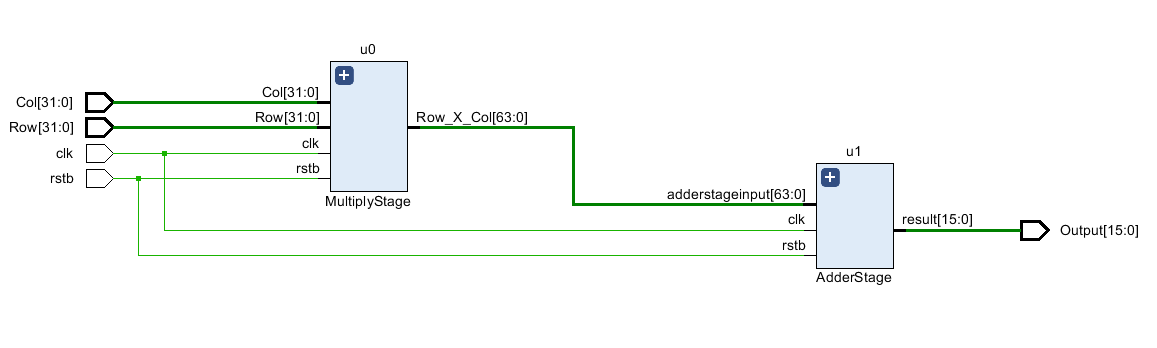 u0
Col[31:0]
Col[31:0]
Row[31:0]
Row[31:0]
Row_X_Col[63:0]
clk
clk
rstb
rstb
MultiplyStage
u1
adderstageinput[63:0]
clk
rstb
result[15:0]
Output[15:0]
AdderStage